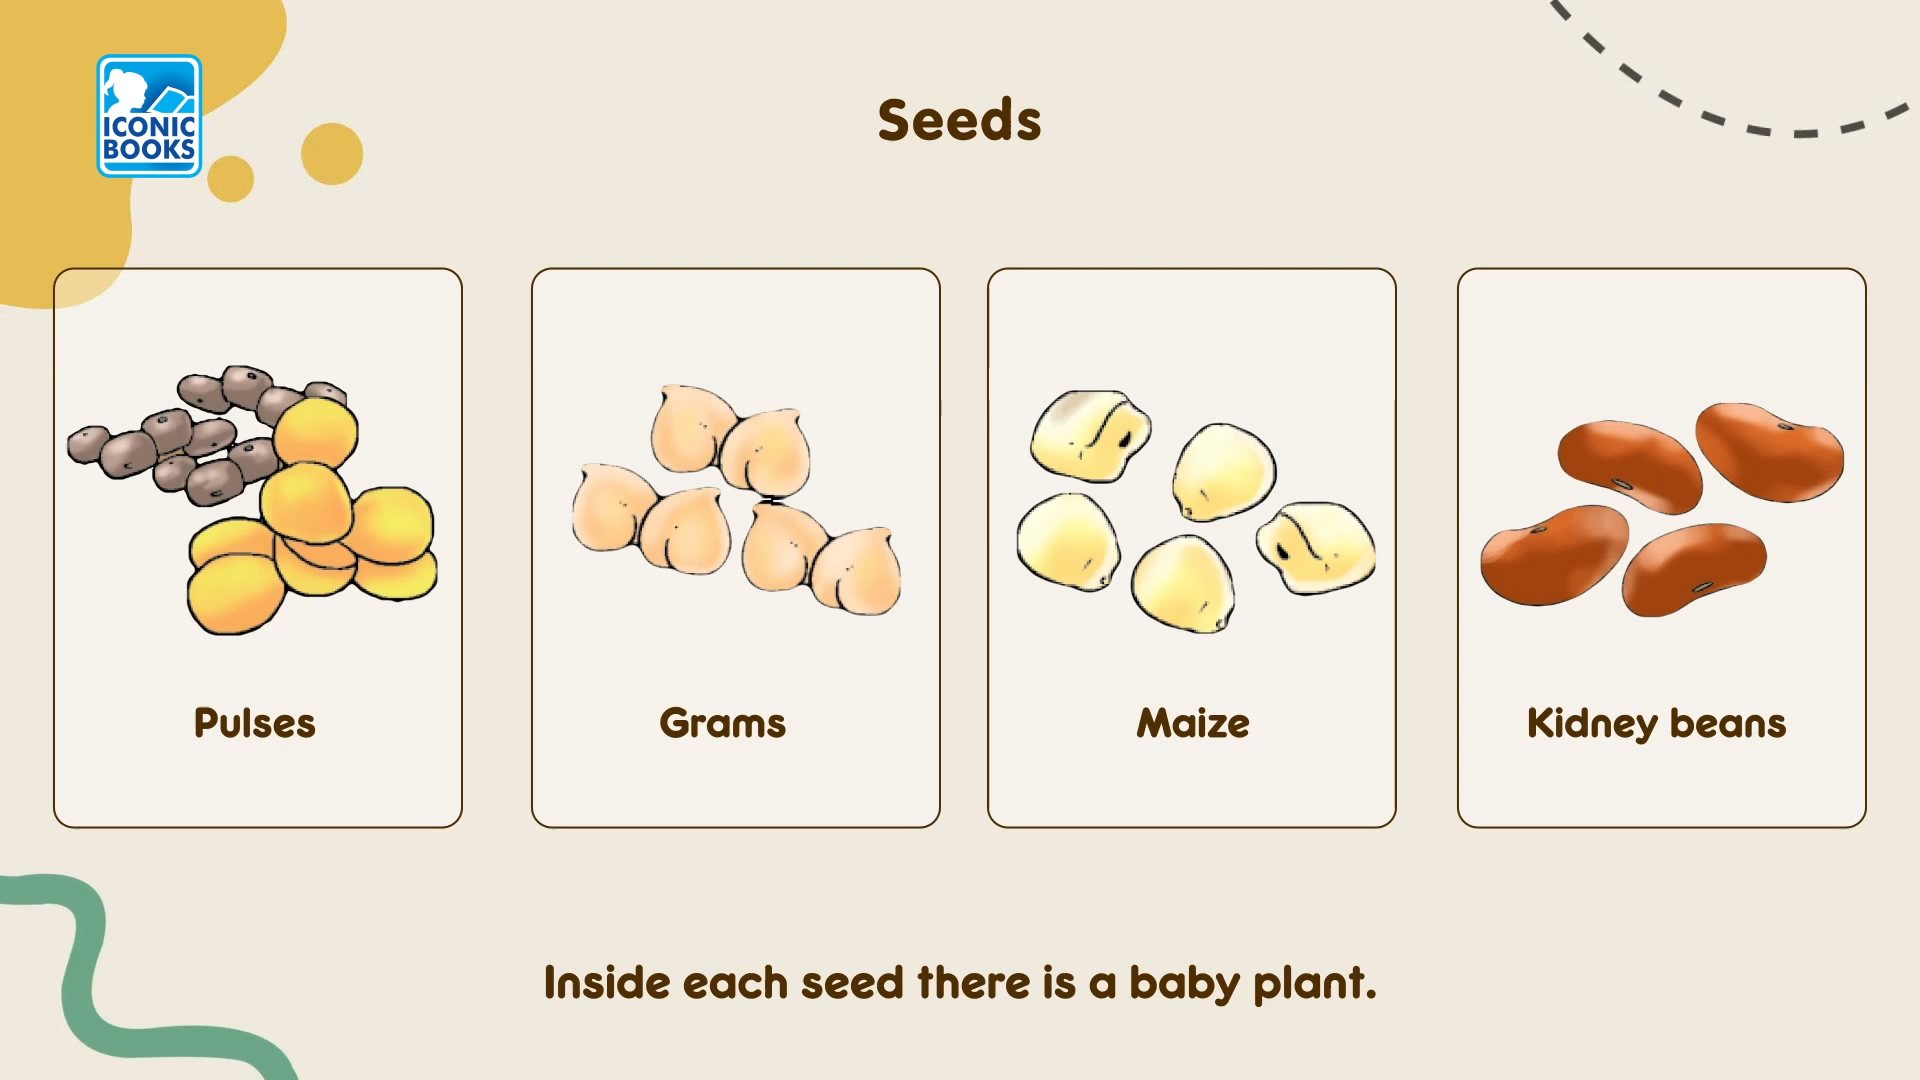 ICONIC
BOOKS
Seeds
Pulses
Grams
Maize
Kidney beans
Inside each seed there is a baby plant.